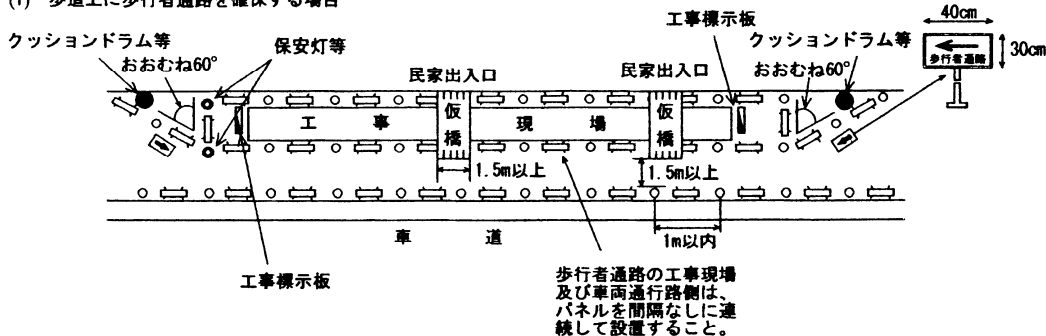 (1) 歩道上に歩行者通路を確保する場合
クッションドラム等
おおむね60°
保安灯等
民家出入口
民家出入口
工事標示板
クッションドラム等
おおむね60°
40cm
30cm
歩行者通路
工事
仮橋
現場
仮橋
1.5m以上
1.5m以上
車道
1m以内
工事標示板
歩行者通路の工事現場
及び車両通行路側は、
パネルを間隔なしに連
続して設置すること。